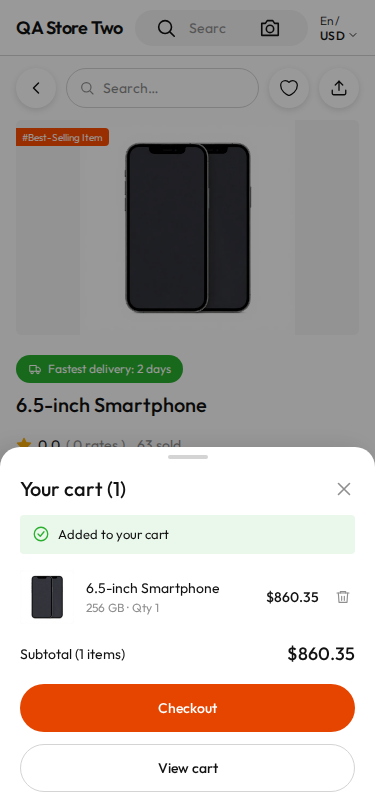 QA Store Two
Searc
En /
USD
Search...
#Best-Selling Item
Fastest delivery: 2 days
6.5-inch Smartphone
0.0 ( 0 rates ) 63 sold
Your cart (1)
Added to your cart
6.5-inch Smartphone
$860.35
256 GB · Qty 1
Subtotal (1 items)
$860.35
Checkout
View cart